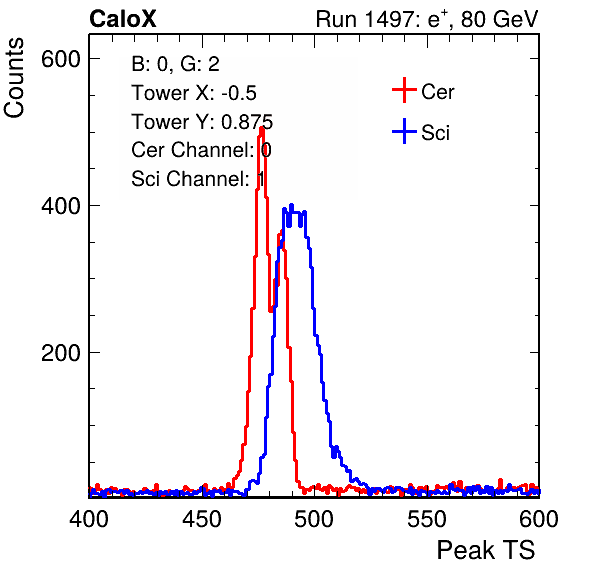 CaloX Run 1497: e⁺, 80 GeV
Counts
600
400
200
B: 0, G: 2
Tower X: -0.5
Tower Y: 0.875
Cer Channel: 0
Sci Channel: 1
Cer
Sci
400 450 500 550 600
Peak TS